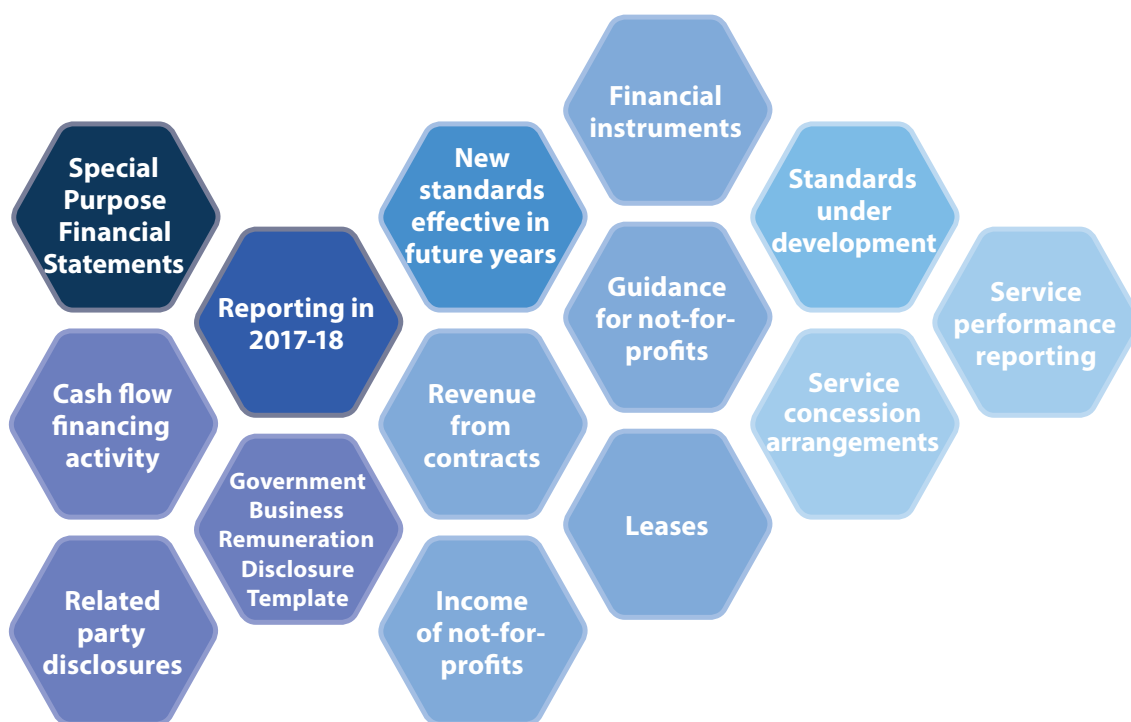 Special
Purpose
Financial
Statements
Reporting in
2017-18
Cash flow
financing
activity
Government
Business
Remuneration
Disclosure
Template
Related
party
disclosures
New
standards
effective in
future years
Financial
instruments
Guidance
for not-for-
profits
Revenue
from
contracts
Leases
Income
of not-for-
profits
Standards
under
development
Service
concession
arrangements
Service
performance
reporting